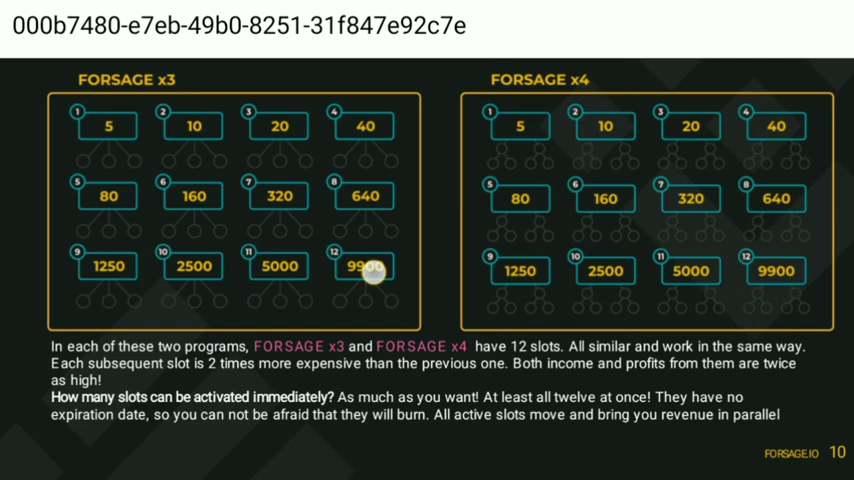 000b7480-e7eb-49b0-8251-31f847e92c7e
FORSAGE x3
1 5 2 10 3 20 4 40
5 80 6 160 7 320 8 640
9 1250 10 2500 11 5000 12 9900
FORSAGE x4
1 5 2 10 3 20 4 40
5 80 6 160 7 320 8 640
9 1250 10 2500 11 5000 12 9900
In each of these two programs, FORSAGE x3 and FORSAGE x4 have 12 slots. All similar and work in the same way.
Each subsequent slot is 2 times more expensive than the previous one. Both income and profits from them are twice
as high!
How many slots can be activated immediately? As much as you want! At least all twelve at once! They have no
expiration date, so you can not be afraid that they will burn. All active slots move and bring you revenue in parallel
FORSAGE.IO 10